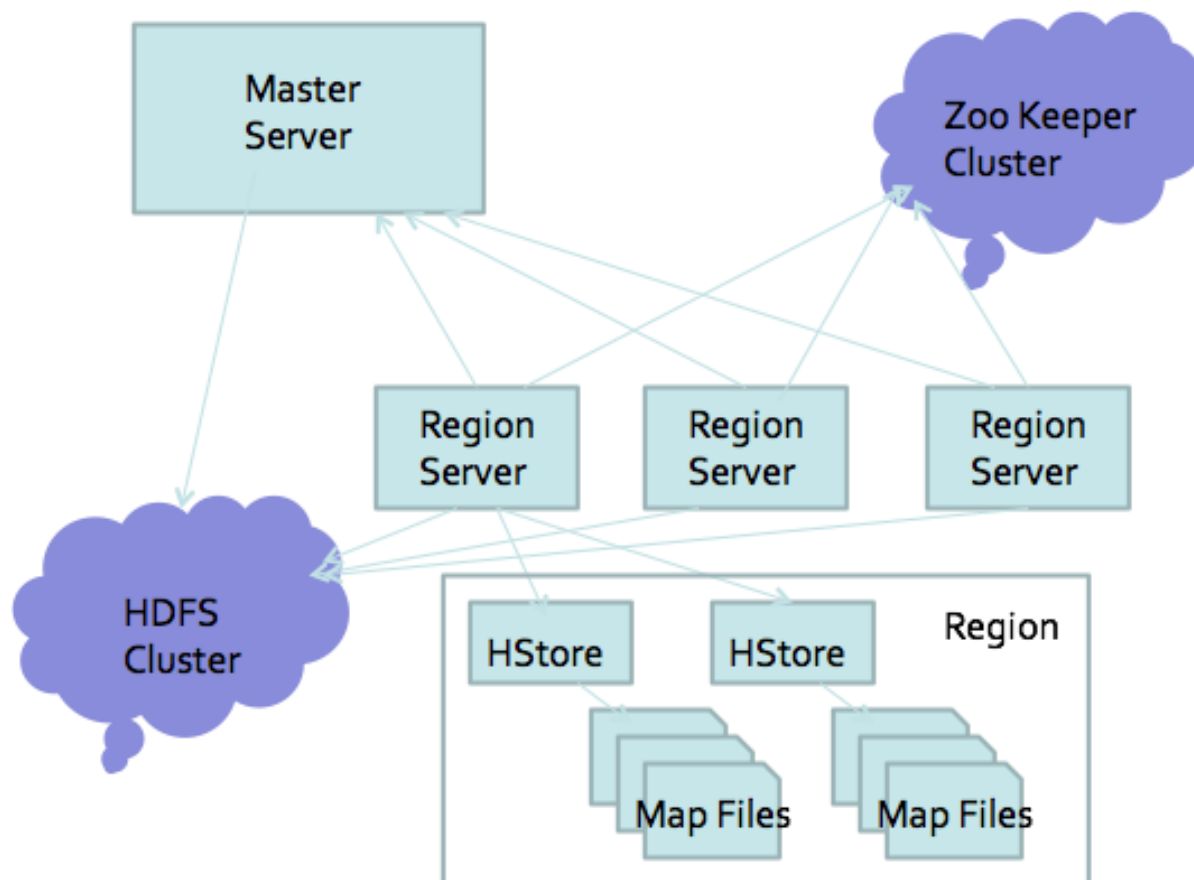 Master
Server
Zoo Keeper
Cluster
Region
Server
Region
Server
Region
Server
HDFS
Cluster
Region
HStore
HStore
Map Files
Map Files